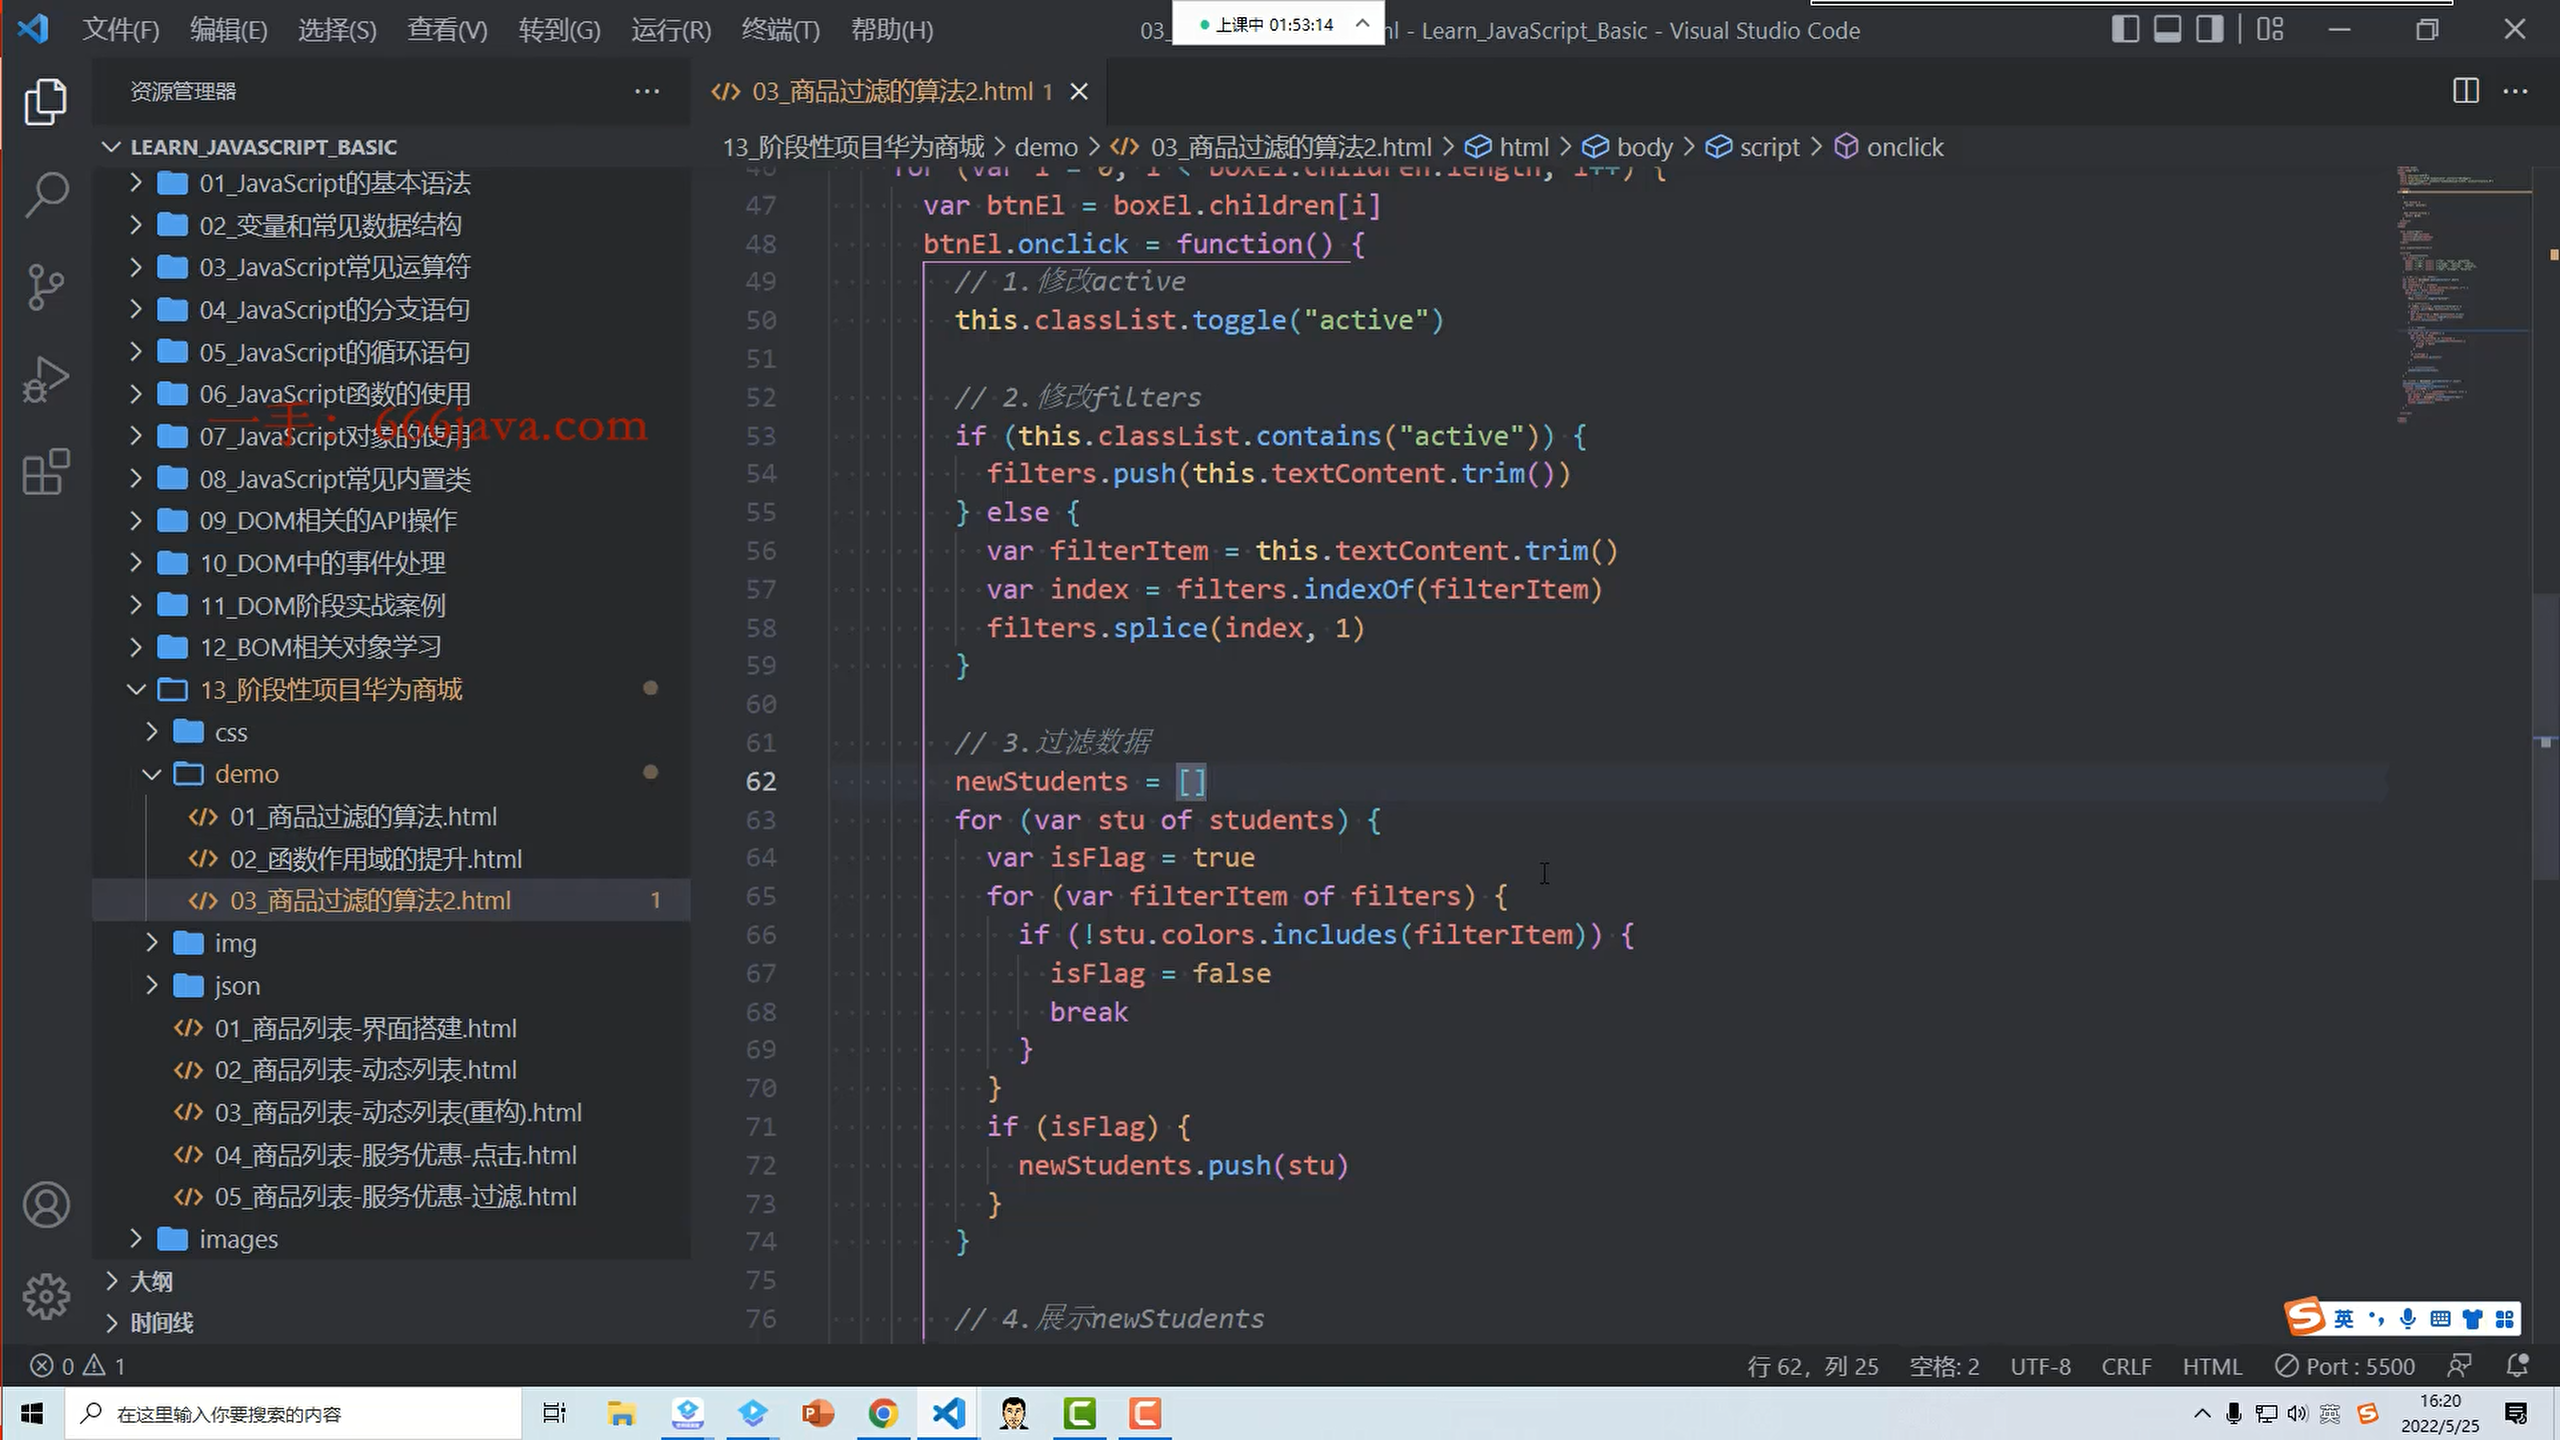 文件(F) 编辑(E) 选择(S) 查看(V) 转到(G) 运行(R) 终端(T) 帮助(H)
上课中 01:53:14
03_ ml - Learn_JavaScript_Basic - Visual Studio Code
资源管理器
LEARN_JAVASCRIPT_BASIC
01_JavaScript的基本语法
02_变量和常见数据结构
03_JavaScript常见运算符
04_JavaScript的分支语句
05_JavaScript的循环语句
06_JavaScript函数的使用
一手：666java.com
07_JavaScript对象的使用
08_JavaScript常见内置类
09_DOM相关的API操作
10_DOM中的事件处理
11_DOM阶段实战案例
12_BOM相关对象学习
13_阶段性项目华为商城
css
demo
01_商品过滤的算法.html
02_函数作用域的提升.html
03_商品过滤的算法2.html 1
img
json
01_商品列表-界面搭建.html
02_商品列表-动态列表.html
03_商品列表-动态列表(重构).html
04_商品列表-服务优惠-点击.html
05_商品列表-服务优惠-过滤.html
images
大纲
时间线
03_商品过滤的算法2.html 1
13_阶段性项目华为商城 > demo > 03_商品过滤的算法2.html > html > body > script > onclick
46 for (var i = 0; i < boxEl.children.length; i++) {
47 var btnEl = boxEl.children[i]
48 btnEl.onclick = function() {
49 // 1.修改active
50 this.classList.toggle("active")
51
52 // 2.修改filters
53 if (this.classList.contains("active")) {
54 filters.push(this.textContent.trim())
55 } else {
56 var filterItem = this.textContent.trim()
57 var index = filters.indexOf(filterItem)
58 filters.splice(index, 1)
59 }
60
61 // 3.过滤数据
62 newStudents = []
63 for (var stu of students) {
64 var isFlag = true
65 for (var filterItem of filters) {
66 if (!stu.colors.includes(filterItem)) {
67 isFlag = false
68 break
69 }
70 }
71 if (isFlag) {
72 newStudents.push(stu)
73 }
74 }
75
76 // 4.展示newStudents
英
0 1
行 62，列 25 空格: 2 UTF-8 CRLF HTML Port : 5500
在这里输入你要搜索的内容
英
16:20
2022/5/25